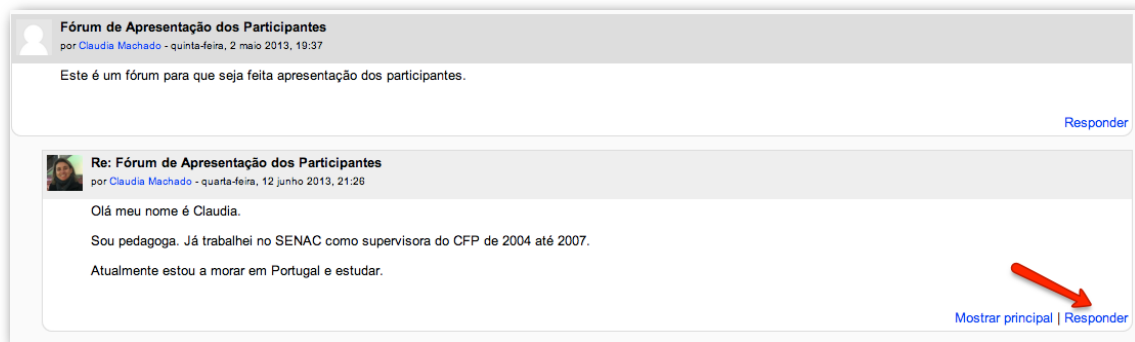 Fórum de Apresentação dos Participantes
por Claudia Machado - quinta-feira, 2 maio 2013, 19:37
Este é um fórum para que seja feita apresentação dos participantes.
Responder
Re: Fórum de Apresentação dos Participantes
por Claudia Machado - quarta-feira, 12 junho 2013, 21:26
Olá meu nome é Claudia.
Sou pedagoga. Já trabalhei no SENAC como supervisora do CFP de 2004 até 2007.
Atualmente estou a morar em Portugal e estudar.
Mostrar principal | Responder